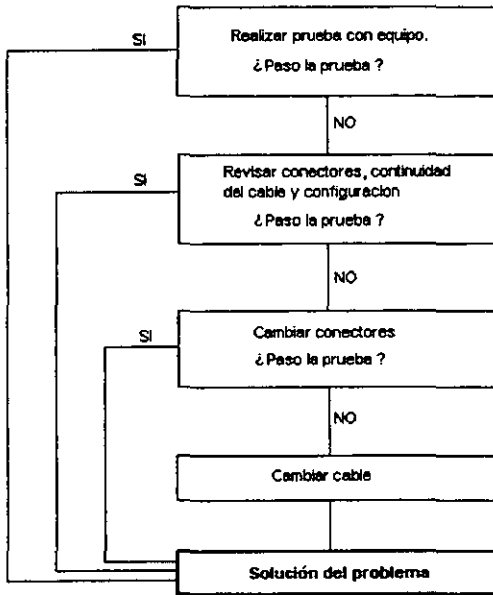 SI
Realizar prueba con equipo.
¿Paso la prueba ?
NO
SI
Revisar conectores, continuidad
del cable y configuracion
¿Paso la prueba ?
NO
SI
Cambiar conectores
¿Paso la prueba ?
NO
Cambiar cable
Solución del problema